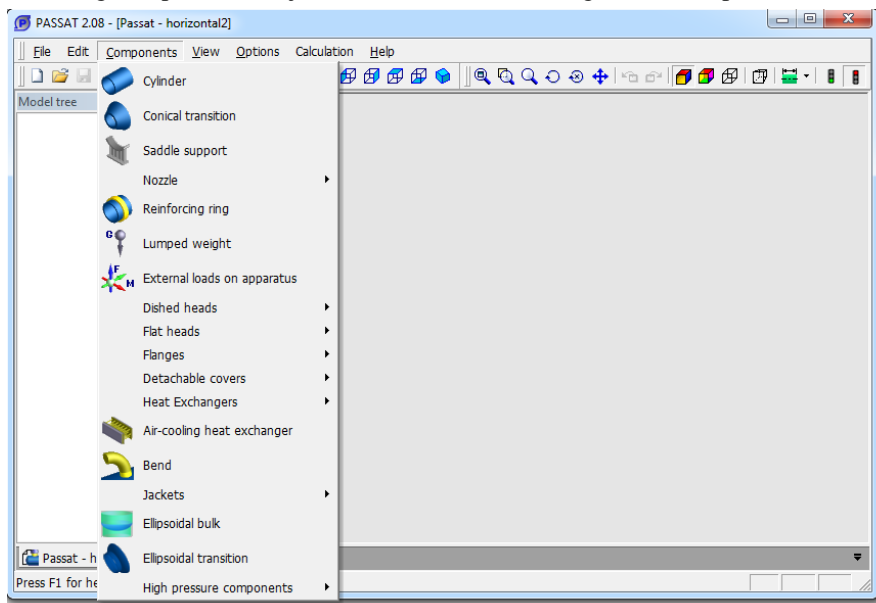 PASSAT 2.08 - [Passat - horizontal2]
File Edit Components View Options Calculation Help
Model tree
Cylinder
Conical transition
Saddle support
Nozzle
Reinforcing ring
G
Lumped weight
F
M
External loads on apparatus
Dished heads
Flat heads
Flanges
Detachable covers
Heat Exchangers
Air-cooling heat exchanger
Bend
Jackets
Ellipsoidal bulk
Passat - h
Ellipsoidal transition
Press F1 for he
High pressure components